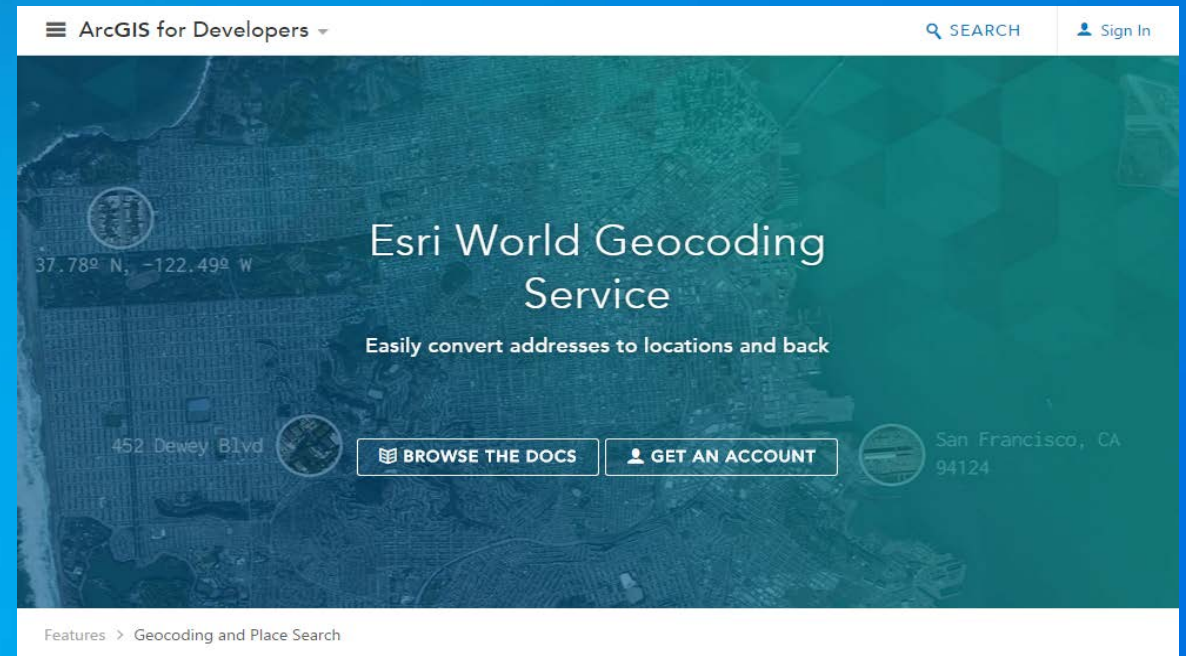 ArcGIS for Developers
SEARCH
Sign In
37.78º N, -122.49º W
Esri World Geocoding
Service
Easily convert addresses to locations and back
452 Dewey Blvd
BROWSE THE DOCS
GET AN ACCOUNT
San Francisco, CA
94124
Features > Geocoding and Place Search